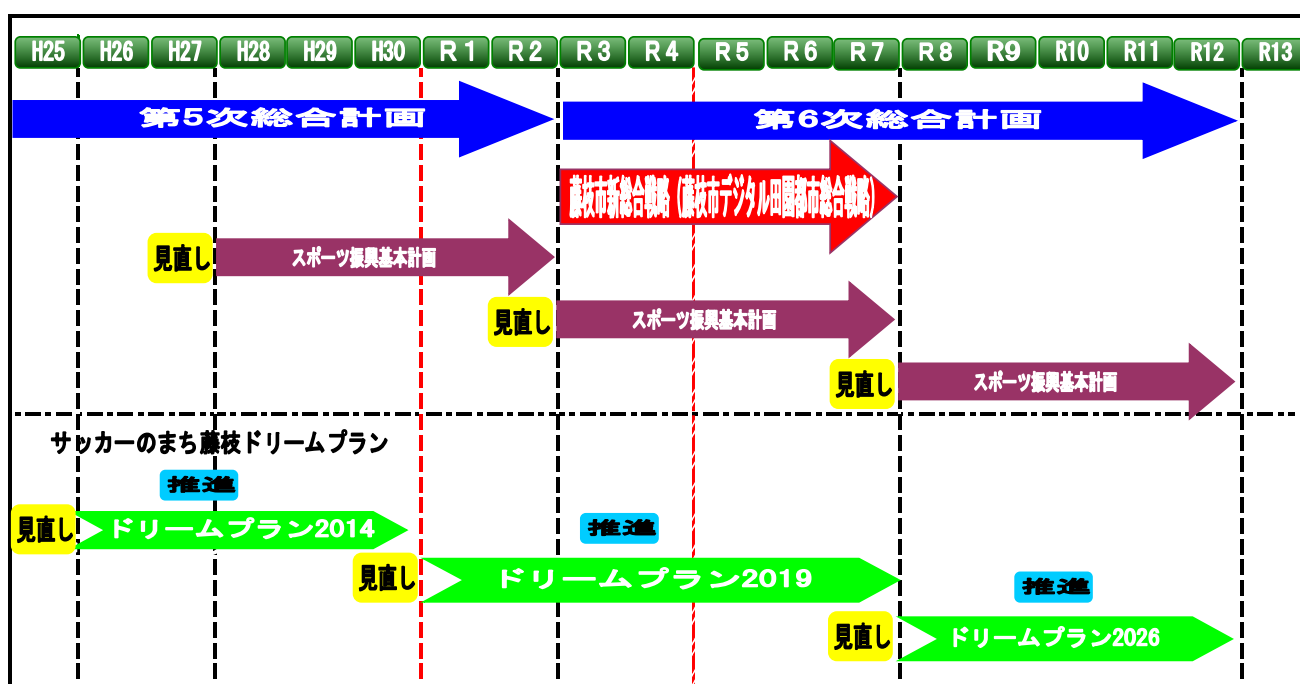 H25 H26 H27 H28 H29 H30 R1 R2 R3 R4 R5 R6 R7 R8 R9 R10 R11 R12 R13
第5次総合計画 第6次総合計画
藤枝市新総合戦略（藤枝市デジタル田園都市総合戦略）
見直し スポーツ振興基本計画
見直し スポーツ振興基本計画
見直し スポーツ振興基本計画
サッカーのまち藤枝ドリームプラン
推進
見直し ドリームプラン2014
推進
見直し ドリームプラン2019
推進
見直し ドリームプラン2026